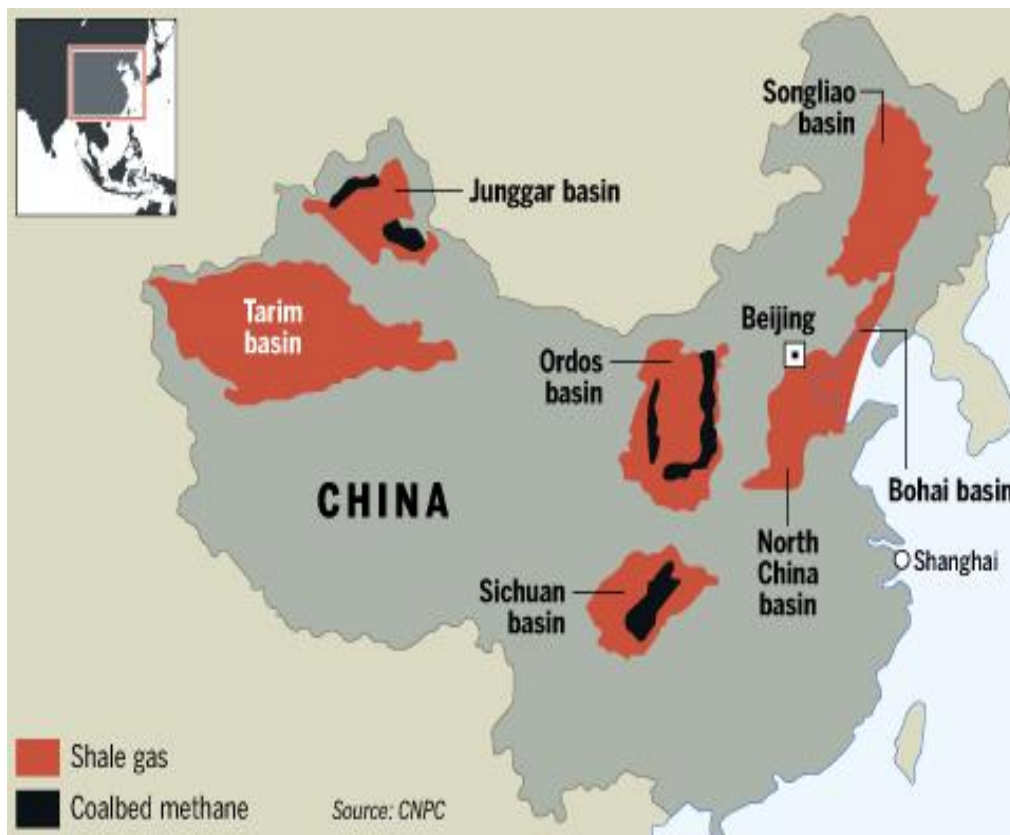 Songliao
basin
Junggar basin
Tarim
basin
Beijing
Ordos
basin
CHINA
Bohai basin
North
China
basin
Shanghai
Sichuan
basin
Shale gas
Coalbed methane
Source: CNPC